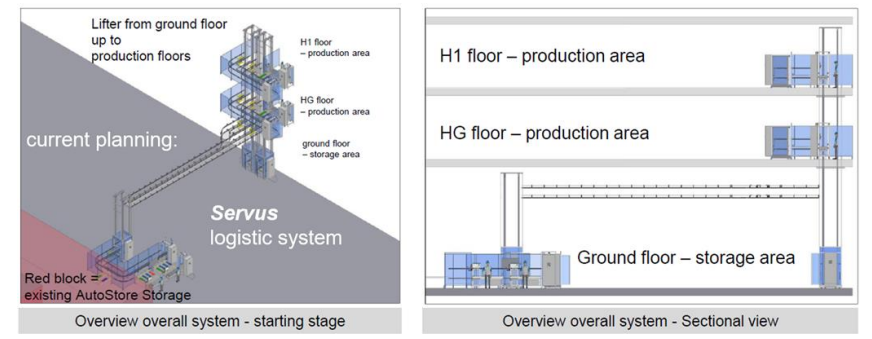 Lifter from ground floor
up to
production floors
H1 floor
– production area
HG floor
– production area
ground floor
– storage area
current planning:
Servus
logistic system
Red block =
existing AutoStore Storage
Overview overall system - starting stage
H1 floor – production area
HG floor – production area
Ground floor – storage area
Overview overall system - Sectional view